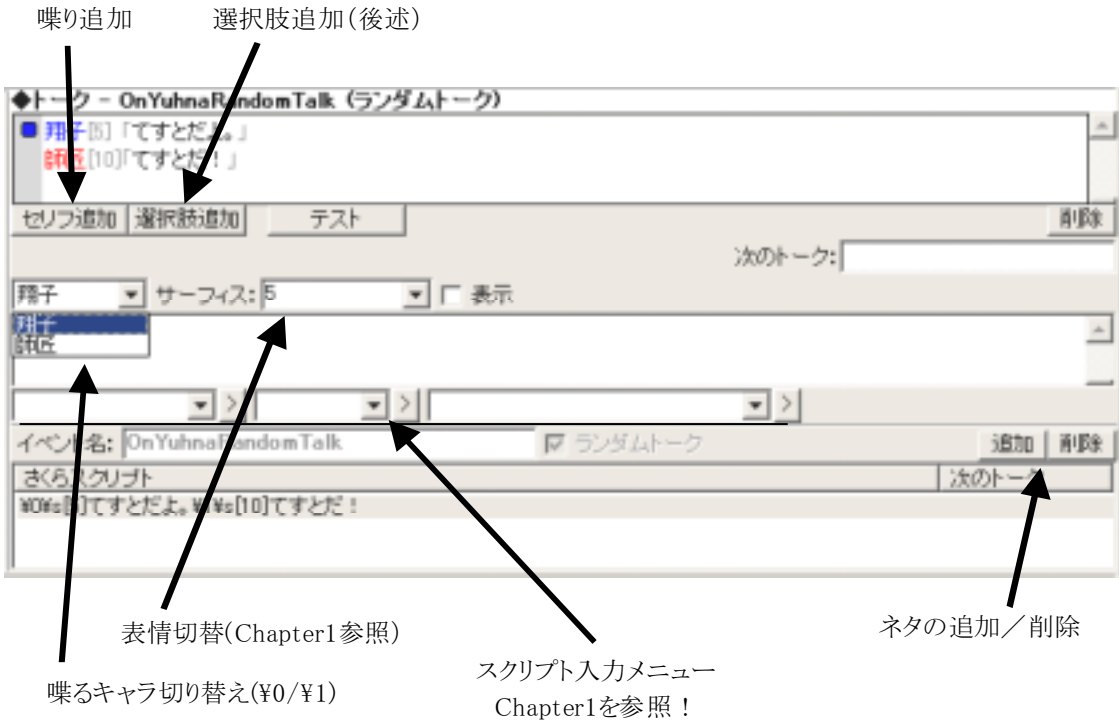 喋り追加 選択肢追加(後述)
◆トーク - OnYuhnaRandomTalk (ランダムトーク)
翔子[5]「てすとだよ。」
師匠[10]「てすとだ!」
セリフ追加 選択肢追加 テスト 削除
次のトーク:
翔子 サーフィス: 5 表示
翔子
師匠
> > >
イベント名: OnYuhnaRandomTalk ランダムトーク 追加 削除
さくらスクリプト 次のトーク
¥0¥s[5]てすとだよ。¥1¥s[10]てすとだ!
表情切替(Chapter1参照)
ネタの追加/削除
喋るキャラ切り替え(¥0/¥1)
スクリプト入力メニュー
Chapter1を参照!